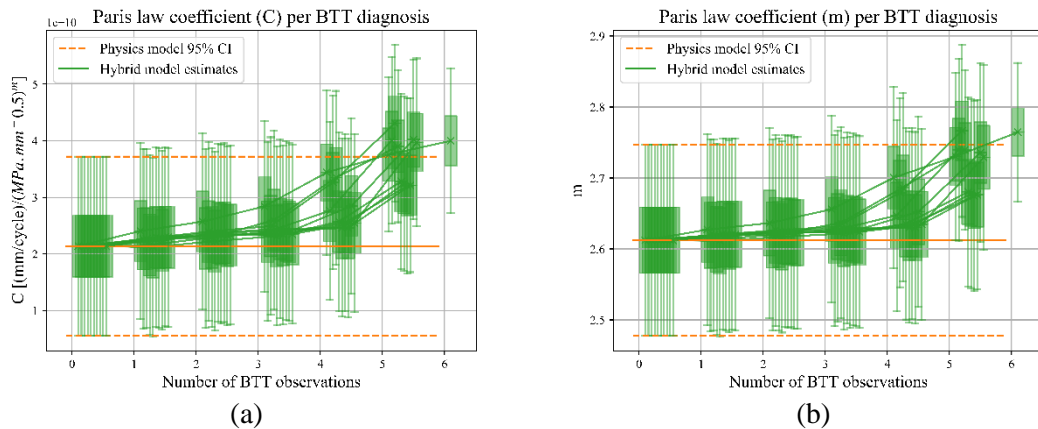 Paris law coefficient (C) per BTT diagnosis
1e−10
Physics model 95% CI
Hybrid model estimates
5
4
3
2
1
C [(mm/cycle)/(MPa.mm^0.5)^m]
0 1 2 3 4 5 6
Number of BTT observations
(a)
Paris law coefficient (m) per BTT diagnosis
Physics model 95% CI
Hybrid model estimates
2.9
2.8
2.7
2.6
2.5
m
0 1 2 3 4 5 6
Number of BTT observations
(b)